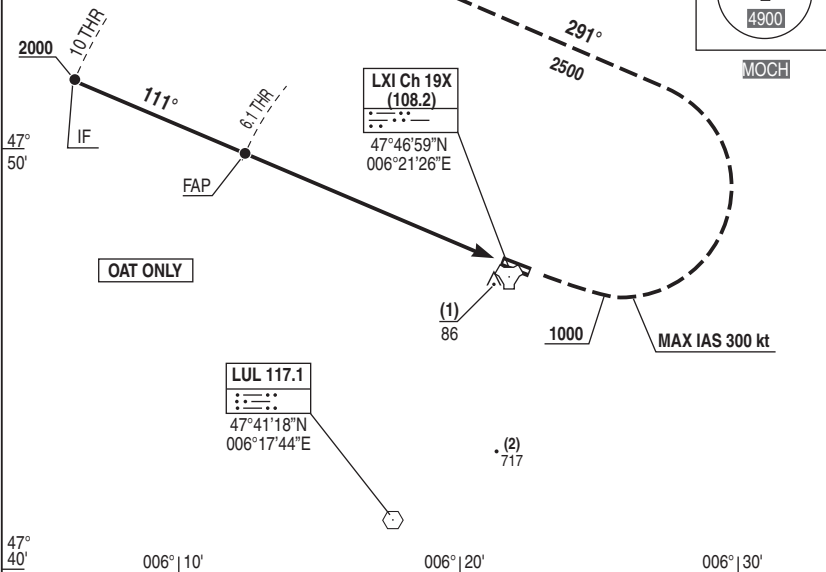 4900
MOCH
2000
10 THR
111°
6.1 THR
291°
2500
LXI Ch 19X
(108.2)
47°46'59"N
006°21'26"E
IF
47°
50'
FAP
OAT ONLY
(1)
86
1000
MAX IAS 300 kt
LUL 117.1
47°41'18"N
006°17'44"E
(2)
717
47°
40'
006° 10'
006° 20'
006° 30'